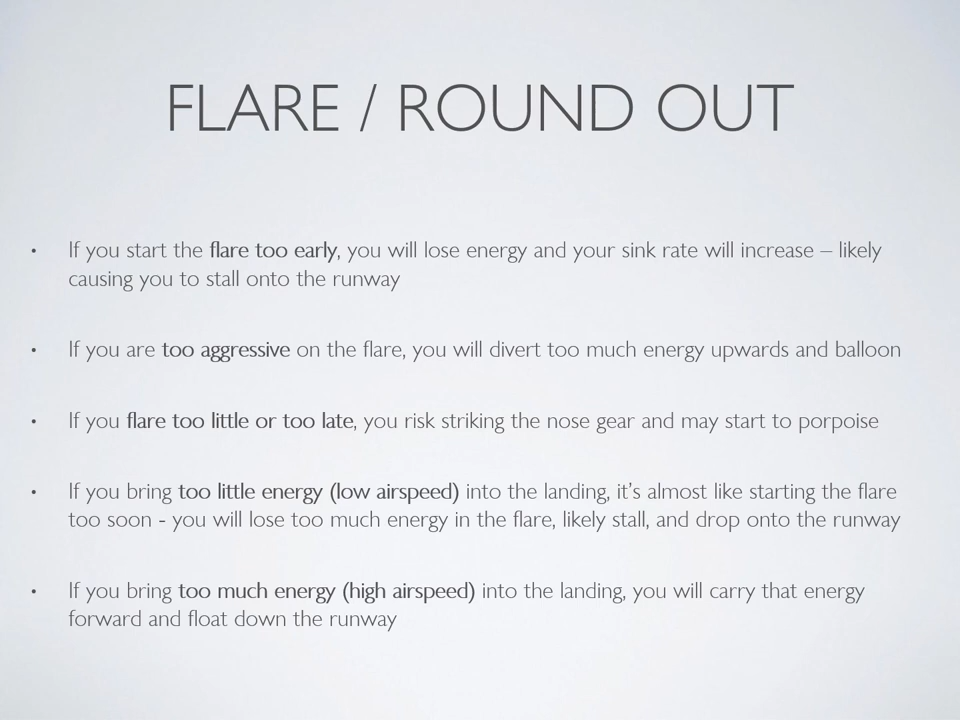 FLARE / ROUND OUT
• If you start the flare too early, you will lose energy and your sink rate will increase – likely
causing you to stall onto the runway
• If you are too aggressive on the flare, you will divert too much energy upwards and balloon
• If you flare too little or too late, you risk striking the nose gear and may start to porpoise
• If you bring too little energy (low airspeed) into the landing, it’s almost like starting the flare
too soon - you will lose too much energy in the flare, likely stall, and drop onto the runway
• If you bring too much energy (high airspeed) into the landing, you will carry that energy
forward and float down the runway